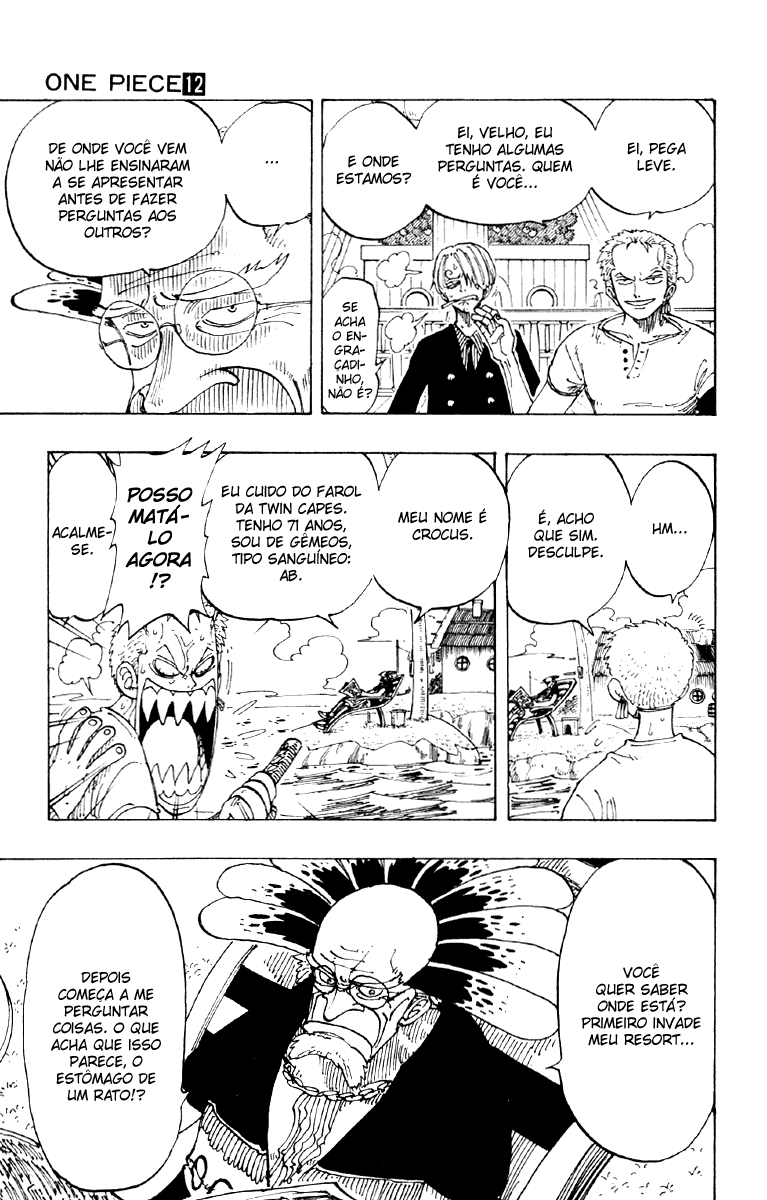 ONE PIECE 12
EI, PEGA
LEVE.
EI, VELHO, EU
TENHO ALGUMAS
PERGUNTAS. QUEM
É VOCÊ...
E ONDE
ESTAMOS?
SE
ACHA
O EN-
GRA-
ÇADI-
NHO,
NÃO É?
...
DE ONDE VOCÊ VEM
NÃO LHE ENSINARAM
A SE APRESENTAR
ANTES DE FAZER
PERGUNTAS AOS
OUTROS?
HM...
É, ACHO
QUE SIM.
DESCULPE.
MEU NOME É
CROCUS.
EU CUIDO DO FAROL
DA TWIN CAPES.
TENHO 71 ANOS,
SOU DE GÊMEOS,
TIPO SANGUÍNEO:
AB.
POSSO
MATÁ-
LO
AGORA
!?
ACALME-
SE.
VOCÊ
QUER SABER
ONDE ESTÁ?
PRIMEIRO INVADE
MEU RESORT...
DEPOIS
COMEÇA A ME
PERGUNTAR
COISAS. O QUE
ACHA QUE ISSO
PARECE, O
ESTÔMAGO DE
UM RATO!?